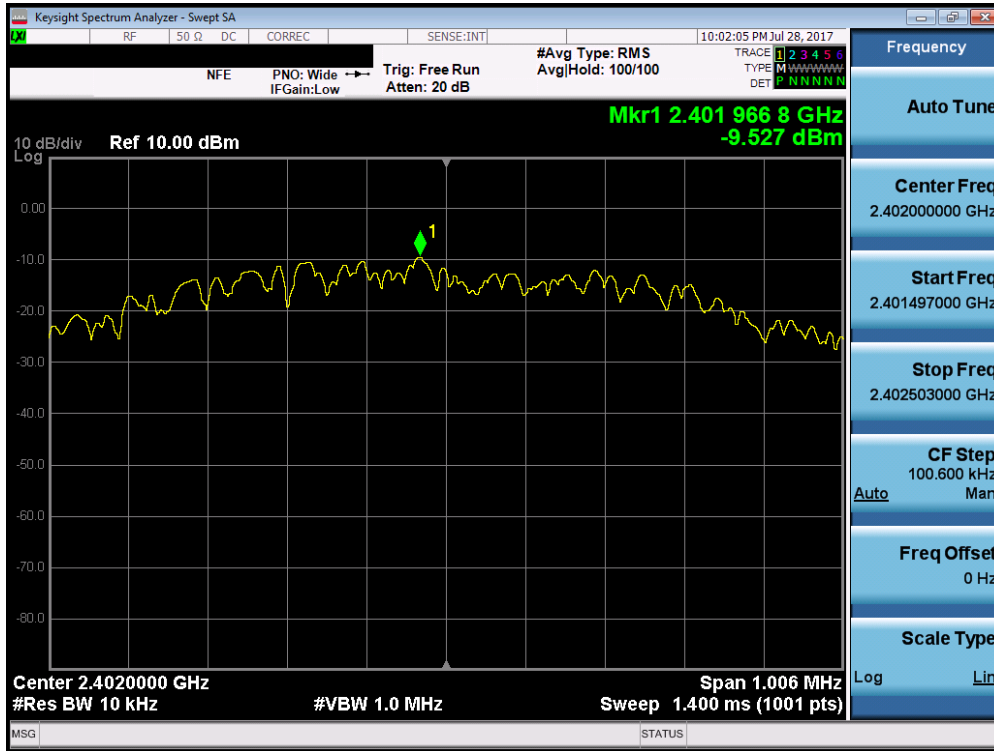 Keysight Spectrum Analyzer - Swept SA
LXI RF 50 Ω DC CORREC SENSE:INT 10:02:05 PM Jul 28, 2017
NFE PNO: Wide Trig: Free Run #Avg Type: RMS TRACE 1 2 3 4 5 6
IFGain:Low Atten: 20 dB Avg|Hold: 100/100 TYPE M WWWWW
DET P N N N N N
Mkr1 2.401 966 8 GHz
-9.527 dBm
10 dB/div Ref 10.00 dBm
Log
1
0.00
-10.0
-20.0
-30.0
-40.0
-50.0
-60.0
-70.0
-80.0
Center 2.4020000 GHz Span 1.006 MHz
#Res BW 10 kHz #VBW 1.0 MHz Sweep 1.400 ms (1001 pts)
MSG STATUS
Frequency
Auto Tune
Center Freq
2.402000000 GHz
Start Freq
2.401497000 GHz
Stop Freq
2.402503000 GHz
CF Step
100.600 kHz
Auto Man
Freq Offset
0 Hz
Scale Type
Log Lin